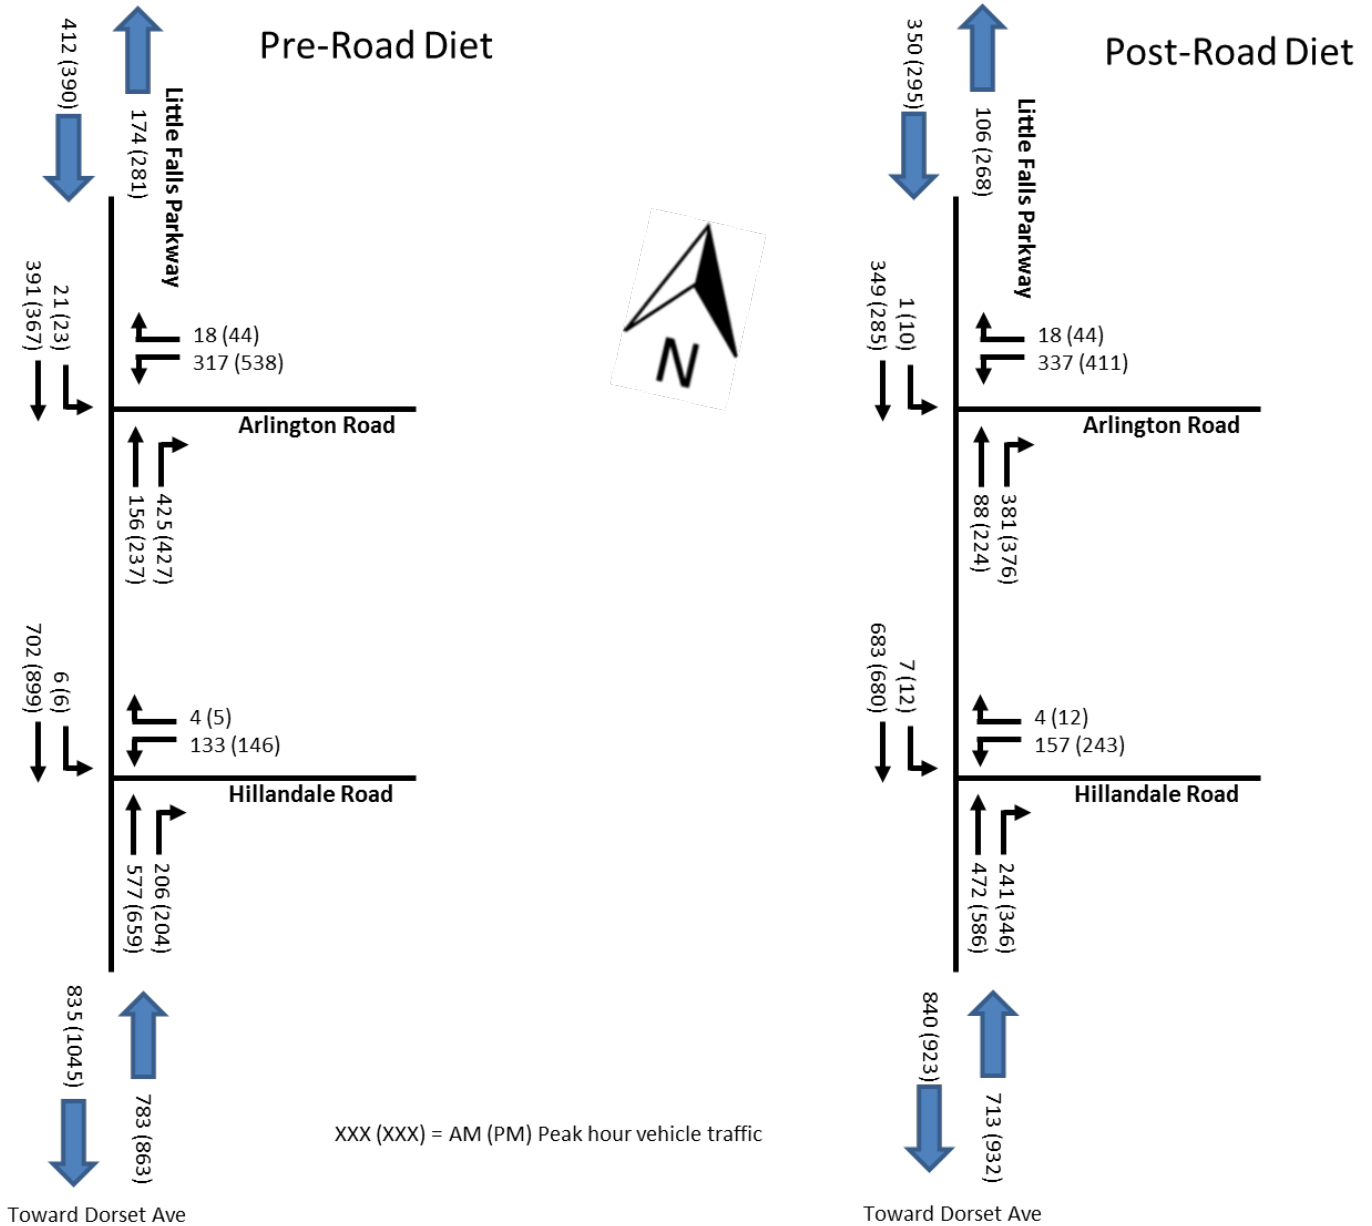 Pre-Road Diet
412 (390)
174 (281)
Little Falls Parkway
391 (367)
21 (23)
18 (44)
317 (538)
Arlington Road
156 (237)
425 (427)
702 (899)
6 (6)
4 (5)
133 (146)
Hillandale Road
577 (659)
206 (204)
835 (1045)
783 (863)
Toward Dorset Ave
N
XXX (XXX) = AM (PM) Peak hour vehicle traffic
Post-Road Diet
350 (295)
106 (268)
Little Falls Parkway
349 (285)
1 (10)
18 (44)
337 (411)
Arlington Road
88 (224)
381 (376)
683 (680)
7 (12)
4 (12)
157 (243)
Hillandale Road
472 (586)
241 (346)
840 (923)
713 (932)
Toward Dorset Ave